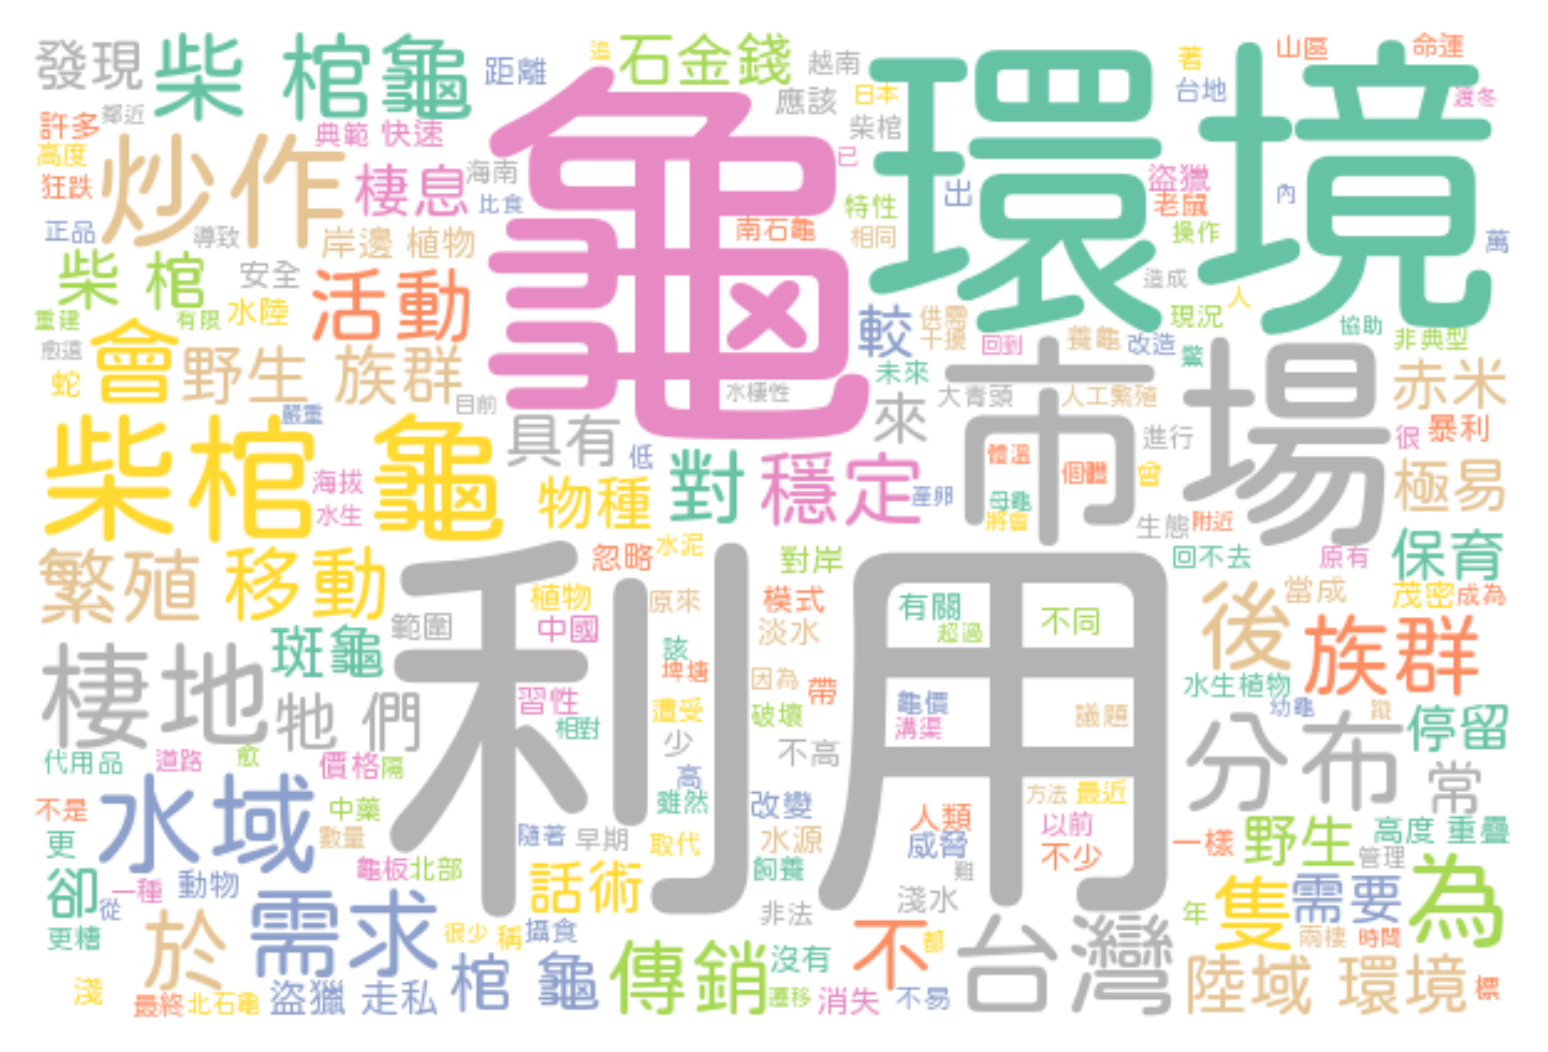 發現
柴 棺龜
距離
追
石金錢
越南
龜
環境
著
山區
命運
台地
渡冬
應該
日本
柴棺
許多
鄰近
典範
快速
高度
炒作
棲息
海南
已
出
盜獵
老鼠
內
狂跌
比食
特性
南石龜
相同
操作
萬
正品
導致
岸邊
植物
柴 棺
安全
活動
造成
人
水陸
重建
有限
會
較
供需
干擾
回到
養龜
改造
現況
協助
非典型
愈遠
野生 族群
未來
市場
驚
蛇
水棲性
大青頭
人工繁殖
赤米
目前
嚴重
柴棺 龜
具有
來
進行
很
暴利
低
對
穩定
體溫
個體
曾
極易
海拔
物種
產卵
母龜
水生
將會
生態
附近
繁殖
移動
利用
忽略
水泥
對岸
回不去
原有
保育
植物
原來
模式
有關
不同
後
當成
茂密
成為
範圍
中國
淡水
超過
斑龜
該
族群
棲地
埤塘
因為
帶
水生植物
牠 們
習性
遭受
破壞
龜價
議題
幼龜
蹤
相對
溝渠
分布
停留
少
不高
代用品
道路
愈
價格
隔
高
常
水域
不是
中藥
雖然
改變
方法
最近
數量
隨著
早期
取代
水源
人類
以前
更
威脅
不少
一樣
野生
高度 重疊
管理
龜板
北部
話術
飼養
難
卻
一種
動物
從
淺水
隻
需要
為
非法
年
於
需求
很少
稱
攝食
不
都
台灣
兩棲
時間
更糟
傳銷
沒有
棺 龜
陸域 環境
淺
最終
北石龜
盜獵
走私
遷移
消失
不易
標